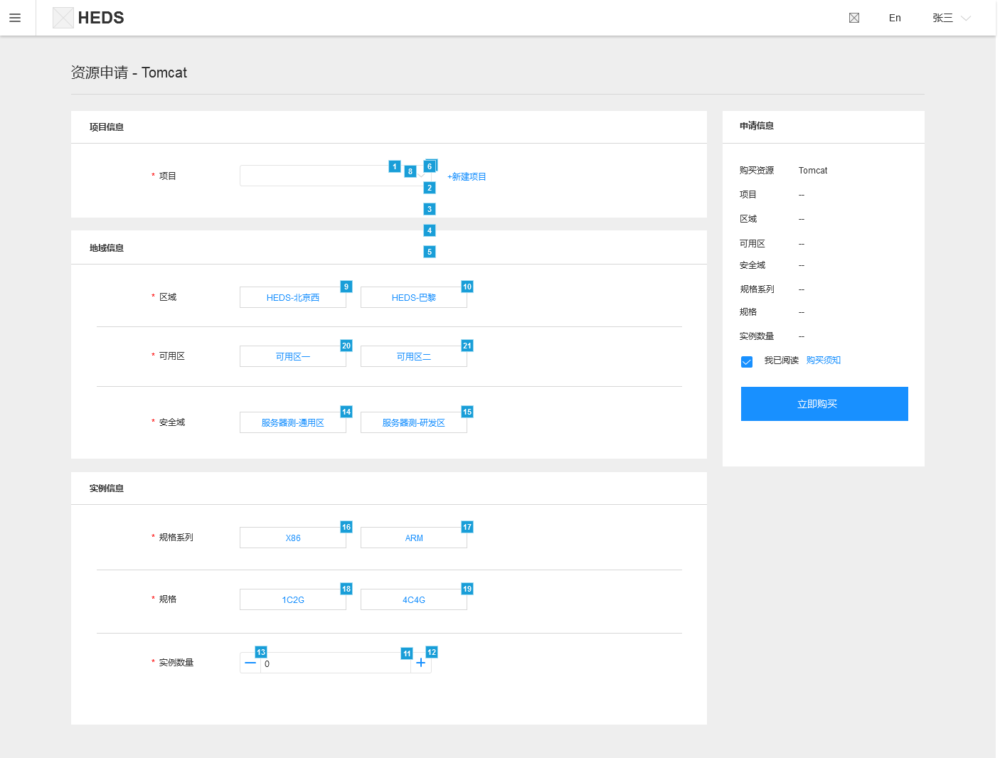 HEDS
En
张三
资源申请 - Tomcat
项目信息
* 项目
1
8
6
+新建项目
2
3
4
5
地域信息
* 区域
HEDS-北京西
9
HEDS-巴黎
10
* 可用区
可用区一
20
可用区二
21
* 安全域
服务器测-通用区
14
服务器测-研发区
15
实例信息
* 规格系列
X86
16
ARM
17
* 规格
1C2G
18
4C4G
19
* 实例数量
13
0
11
12
申请信息
购买资源 Tomcat
项目 --
区域 --
可用区 --
安全域 --
规格系列 --
规格 --
实例数量 --
我已阅读 购买须知
立即购买